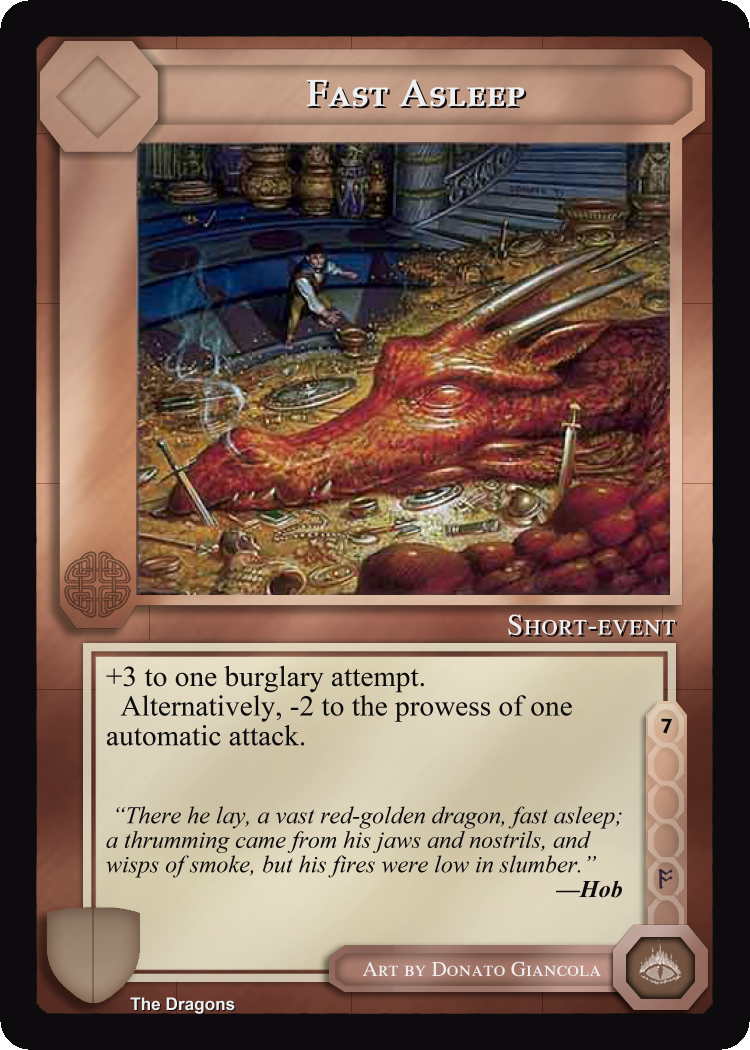 Fast Asleep
Short-event
+3 to one burglary attempt.
Alternatively, -2 to the prowess of one
automatic attack.
7
“There he lay, a vast red-golden dragon, fast asleep;
a thrumming came from his jaws and nostrils, and
wisps of smoke, but his fires were low in slumber.”
—Hob
Art by Donato Giancola
The Dragons